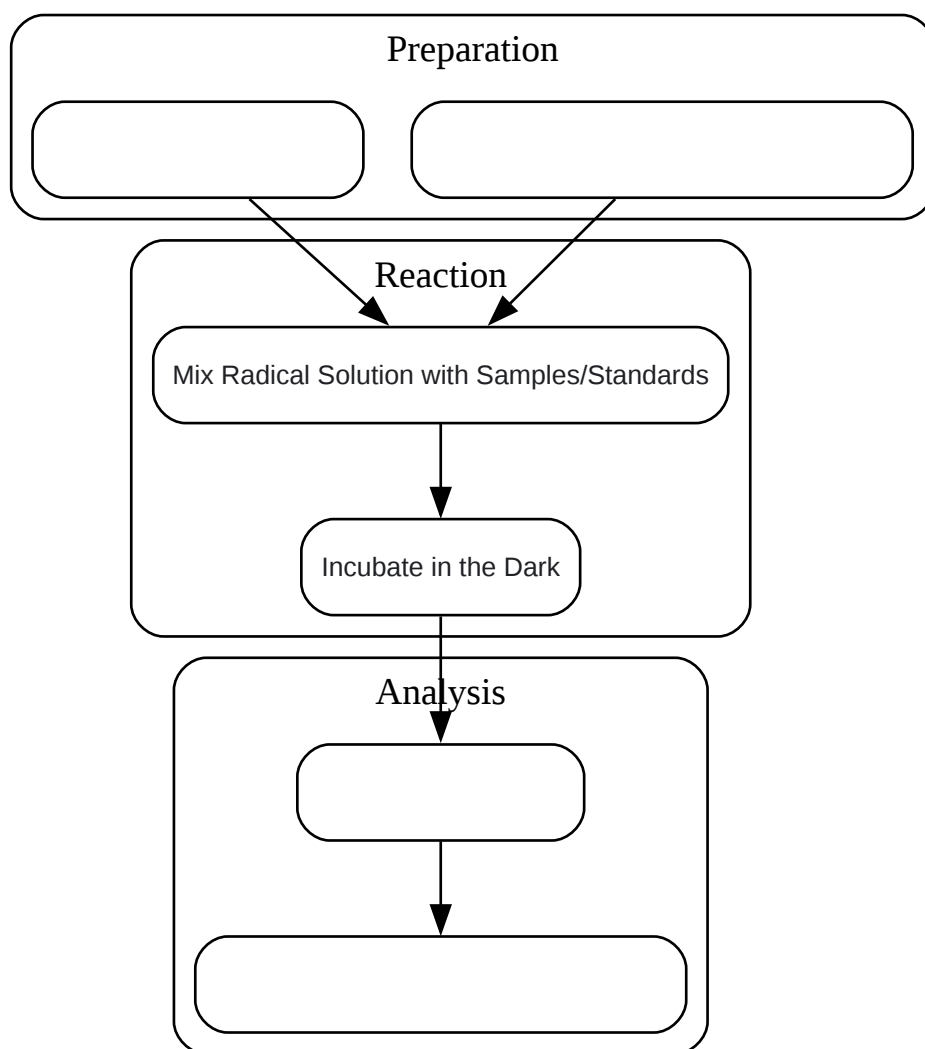 Preparation
Reaction
Mix Radical Solution with Samples/Standards
Incubate in the Dark
Analysis